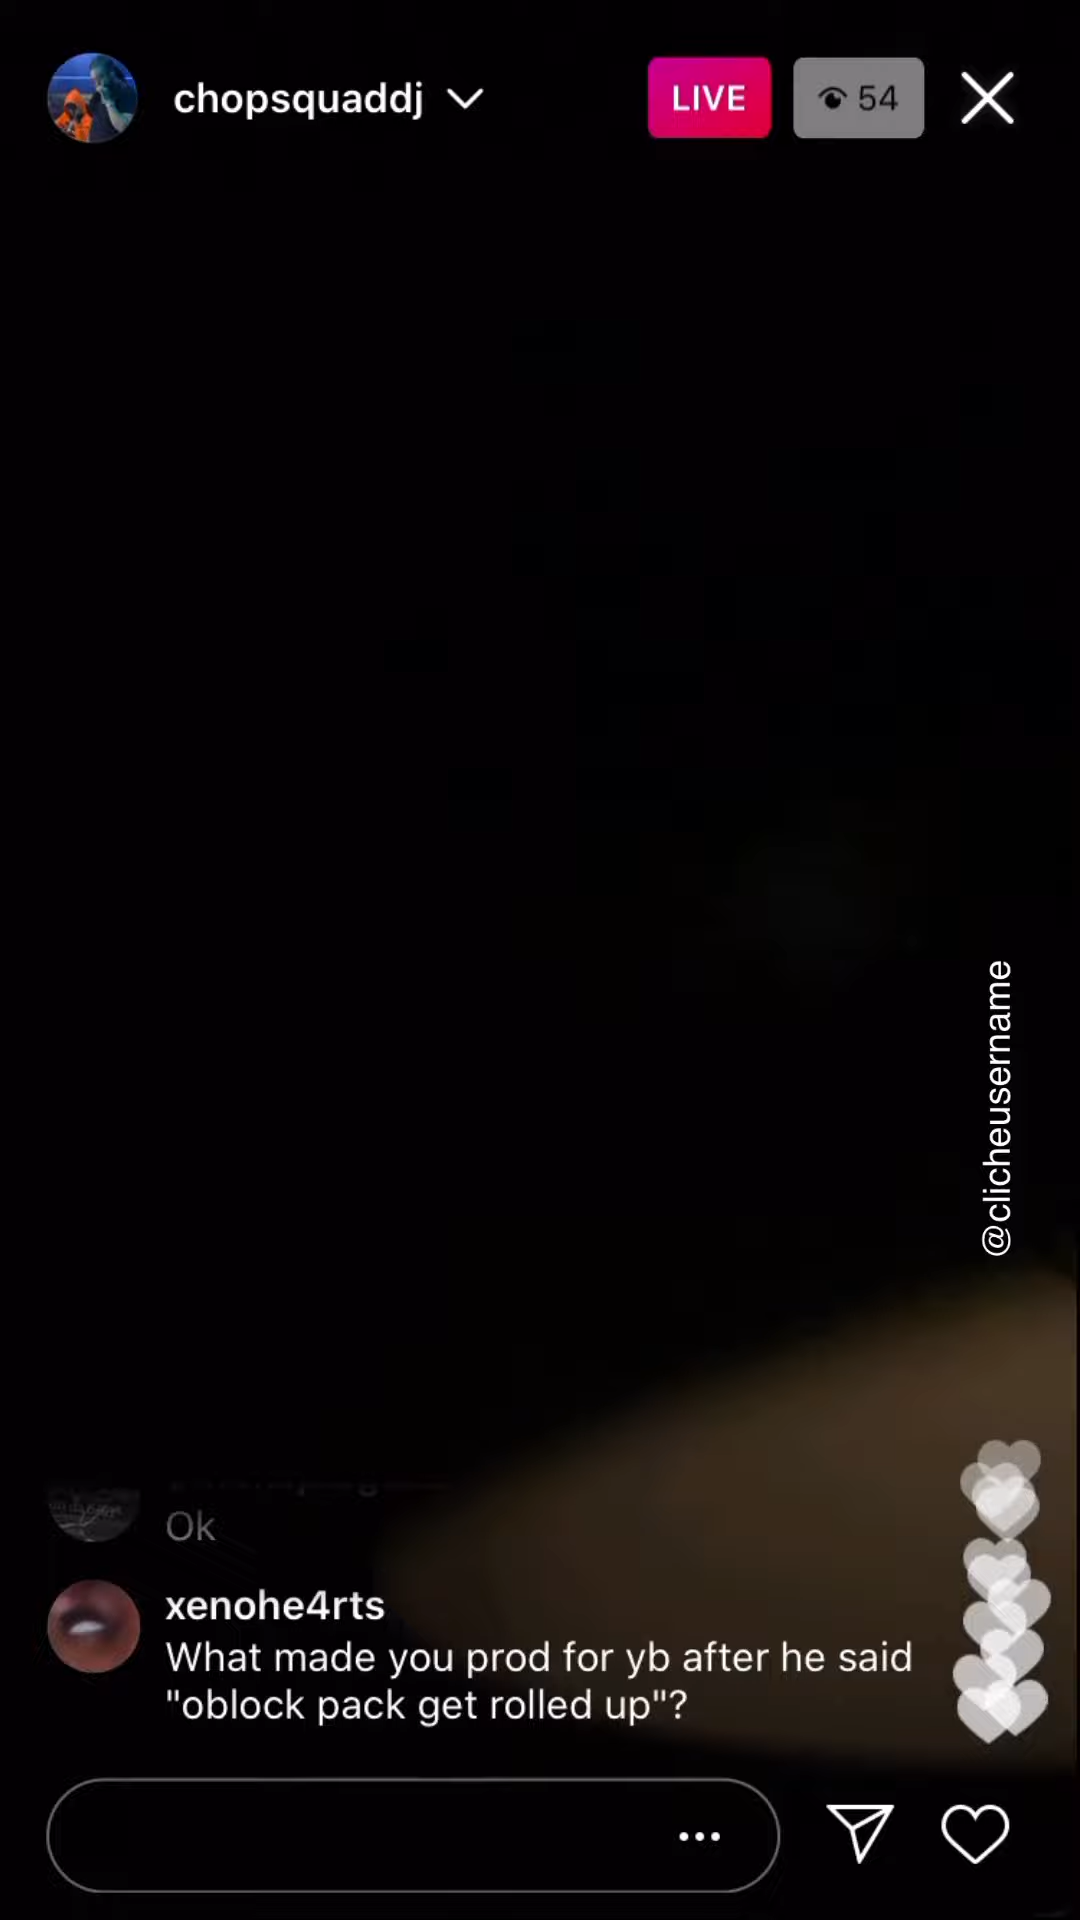 chopsquaddj
LIVE
54
@clicheusername
Ok
xenohe4rts
What made you prod for yb after he said
"oblock pack get rolled up"?